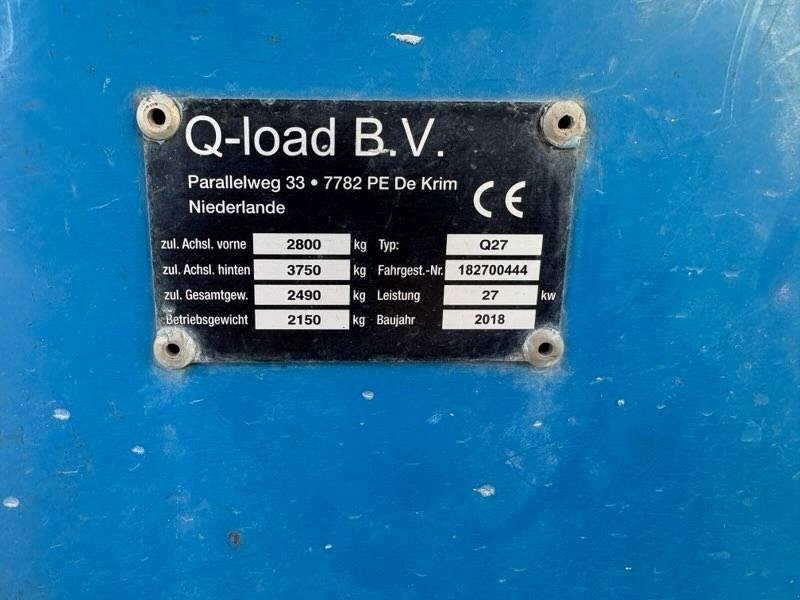 Q-load B.V.
Parallelweg 33 • 7782 PE De Krim
Niederlande
CE
zul. Achsl. vorne 2800 kg Typ: Q27
zul. Achsl. hinten 3750 kg Fahrgest.-Nr. 182700444
zul. Gesamtgew. 2490 kg Leistung 27 kw
Betriebsgewicht 2150 kg Baujahr 2018